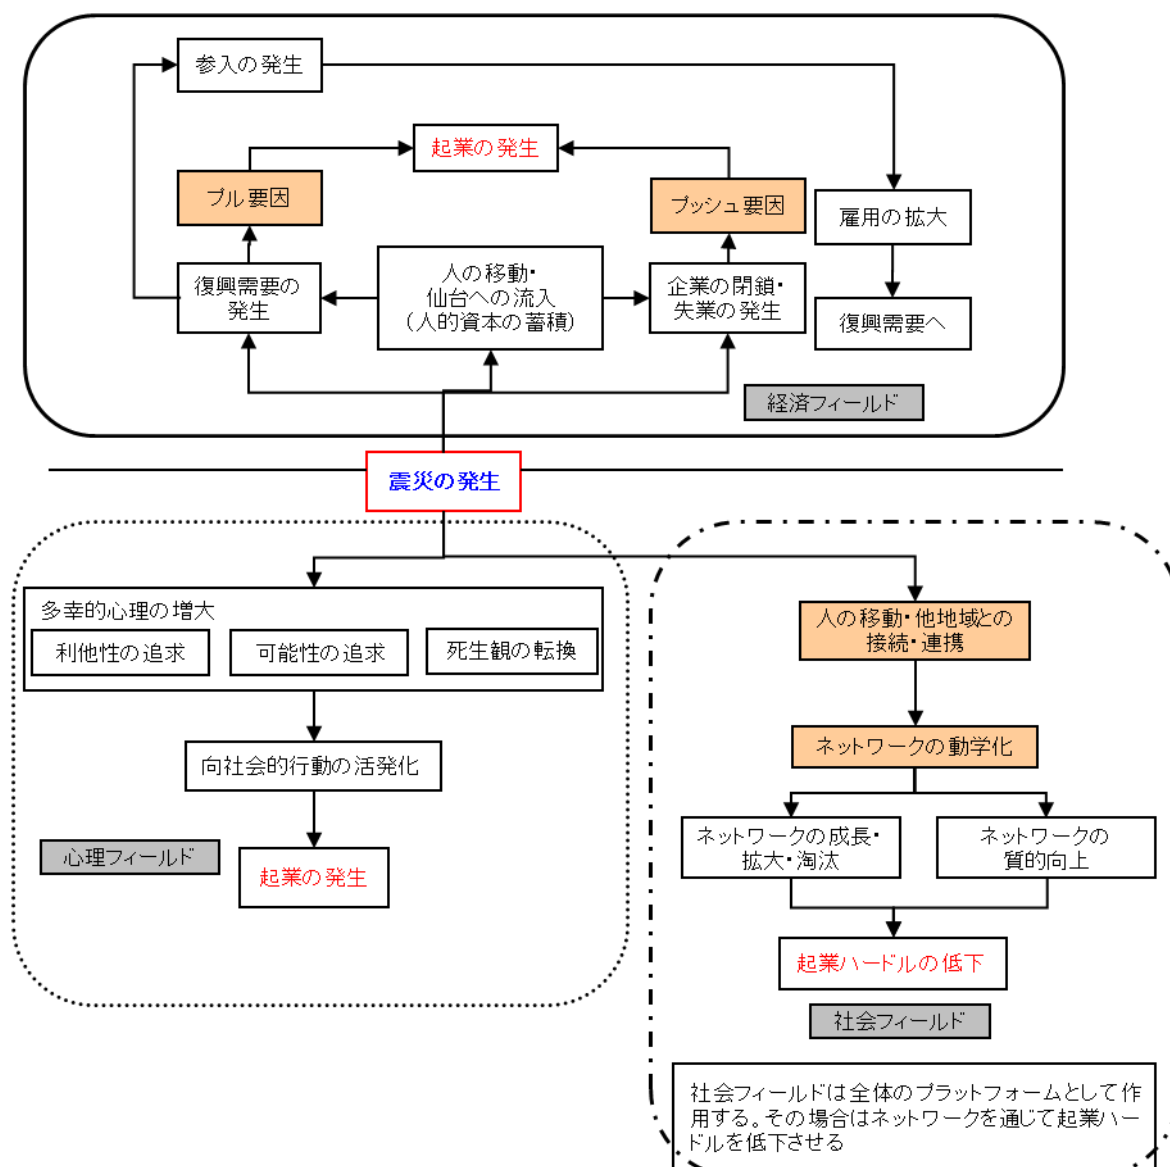 参入の発生
起業の発生
プル要因
プッシュ要因
雇用の拡大
復興需要の
発生
人の移動・
仙台への流入
(人的資本の蓄積)
企業の閉鎖・
失業の発生
復興需要へ
経済フィールド
震災の発生
多幸的心理の増大
利他性の追求
可能性の追求
死生観の転換
向社会的行動の活発化
心理フィールド
起業の発生
人の移動・他地域との
接続・連携
ネットワークの動学化
ネットワークの成長・
拡大・淘汰
ネットワークの
質的向上
起業ハードルの低下
社会フィールド
社会フィールドは全体のプラットフォームとして作
用する。その場合はネットワークを通じて起業ハー
ドルを低下させる